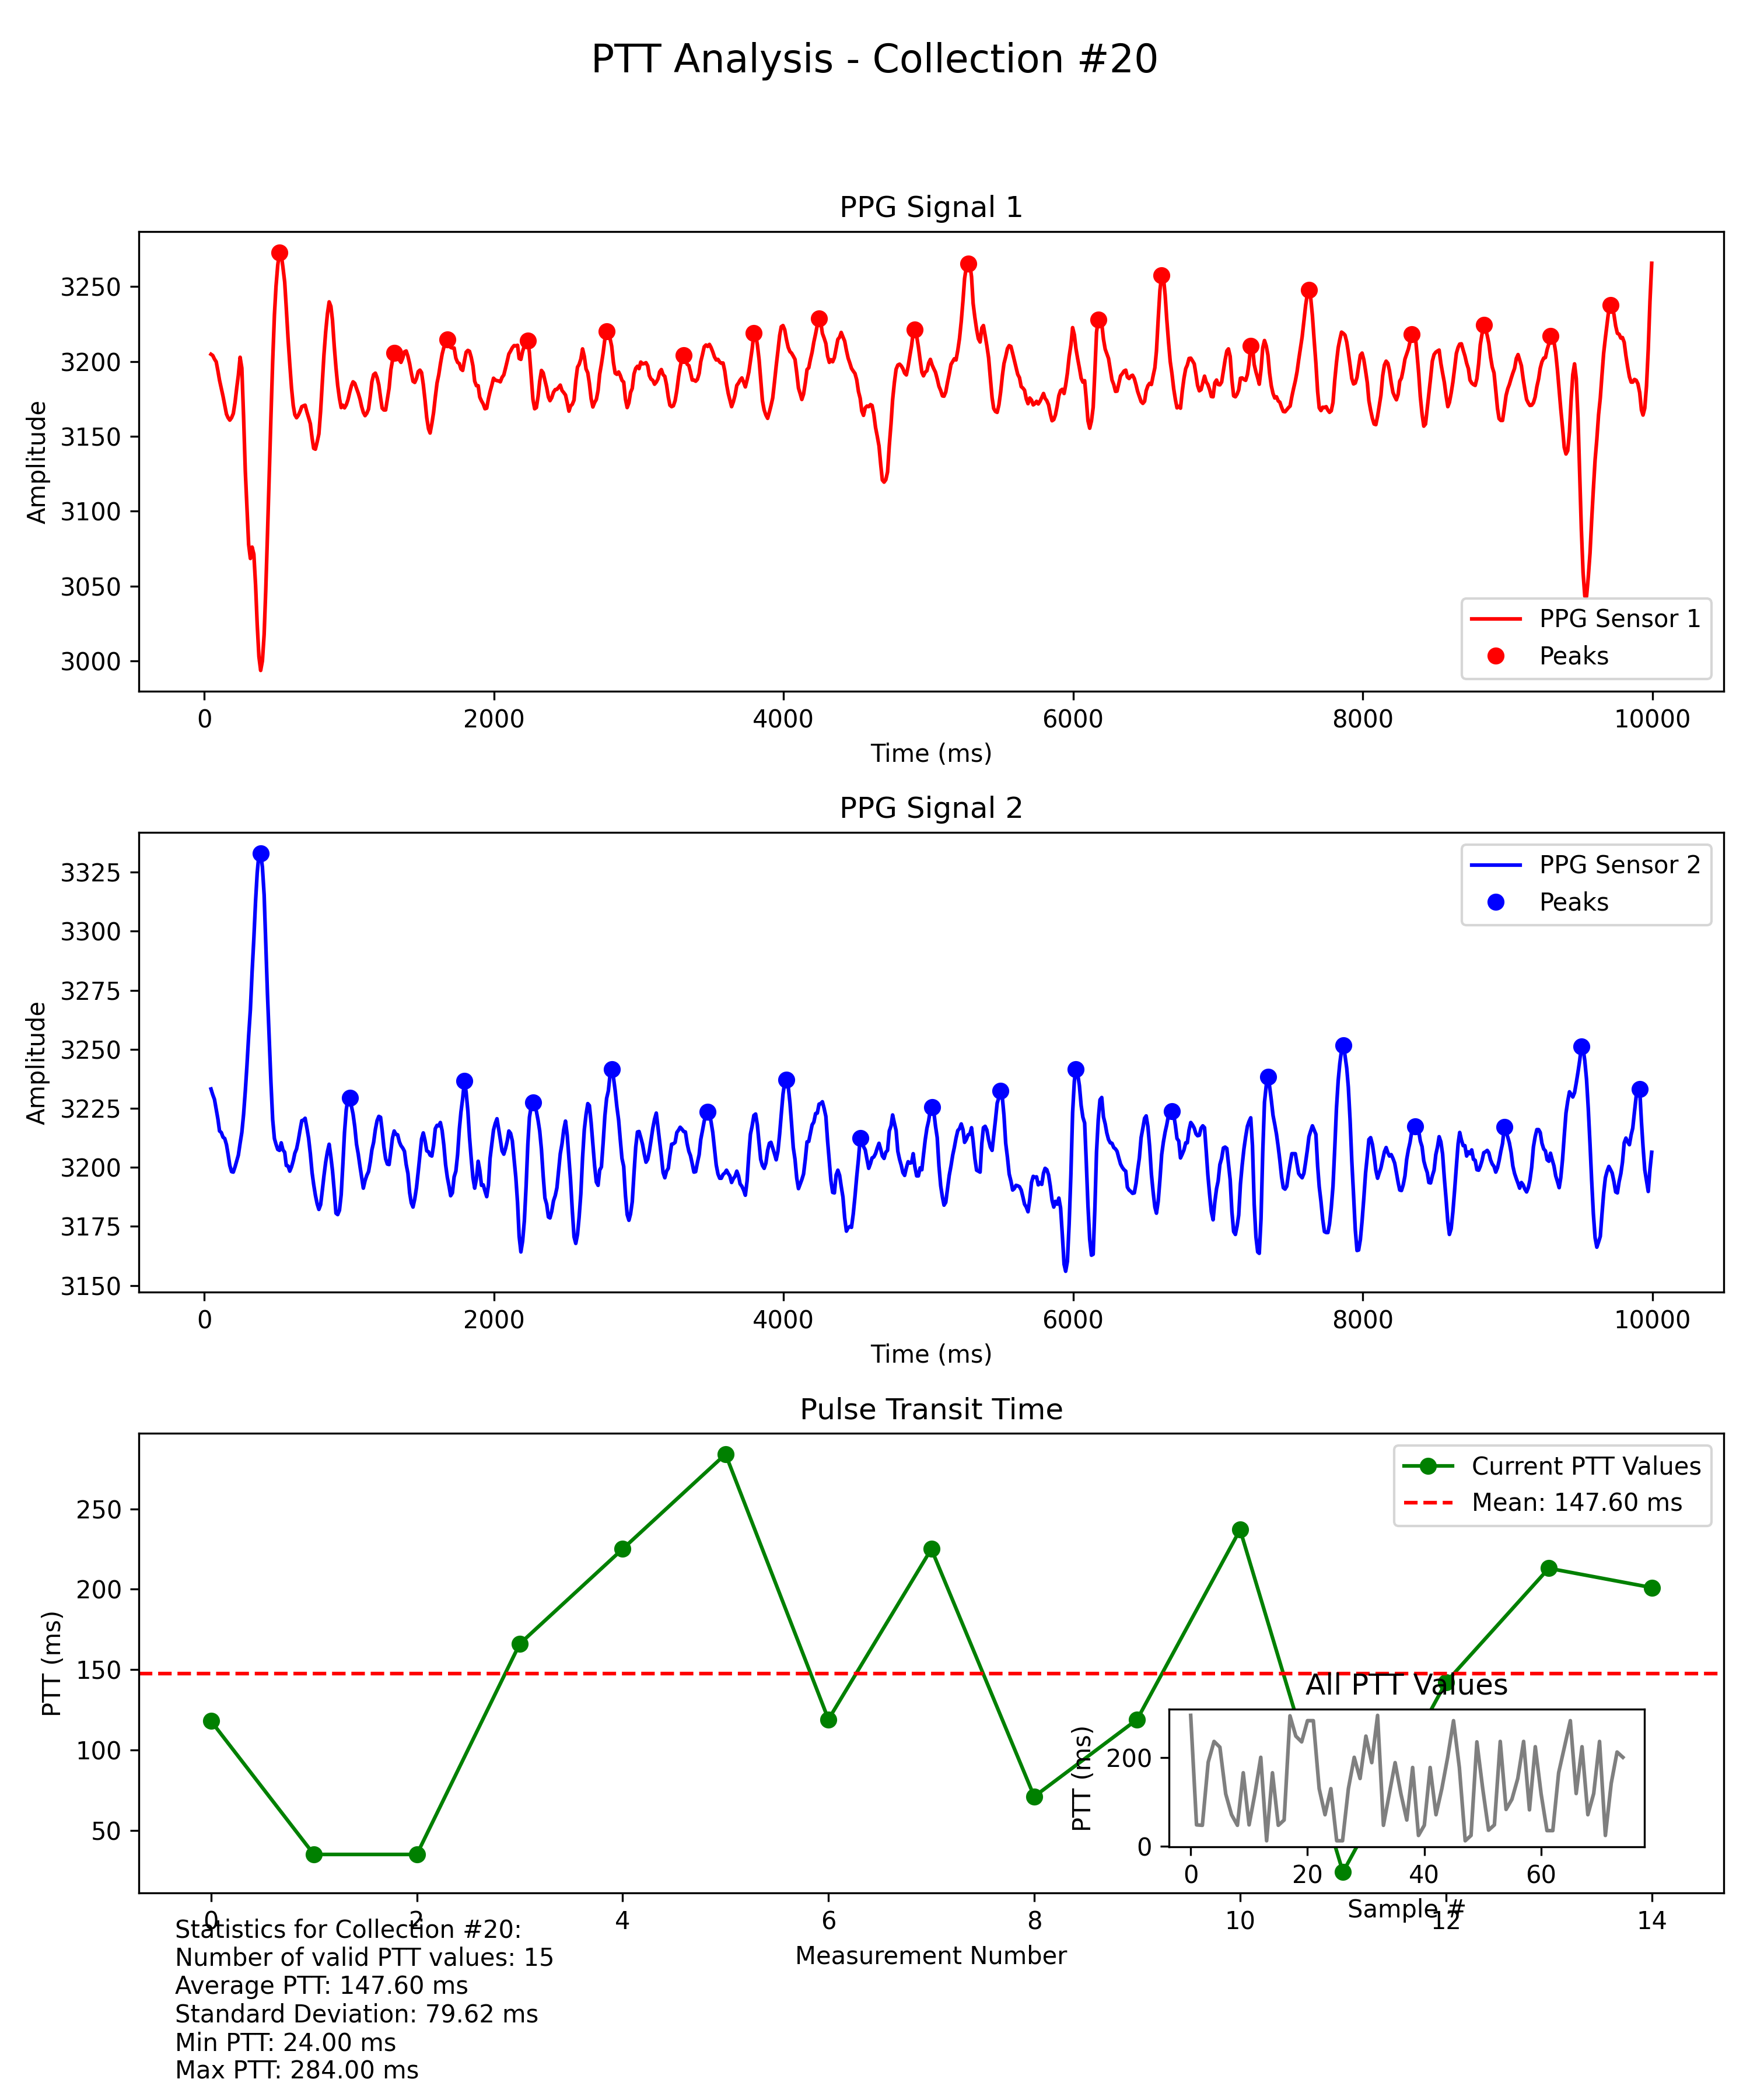 PTT Analysis - Collection #20
PPG Signal 1
Amplitude
3250
3200
3150
3100
3050
3000
PPG Sensor 1
Peaks
0 2000 4000 6000 8000 10000
Time (ms)
PPG Signal 2
Amplitude
3325
3300
3275
3250
3225
3200
3175
3150
PPG Sensor 2
Peaks
0 2000 4000 6000 8000 10000
Time (ms)
Pulse Transit Time
PTT (ms)
250
200
150
100
50
Current PTT Values
Mean: 147.60 ms
All PTT Values
PTT (ms)
200
0
0 20 40 60
Sample #
0 2 4 6 8 10 12 14
Measurement Number
Statistics for Collection #20:
Number of valid PTT values: 15
Average PTT: 147.60 ms
Standard Deviation: 79.62 ms
Min PTT: 24.00 ms
Max PTT: 284.00 ms